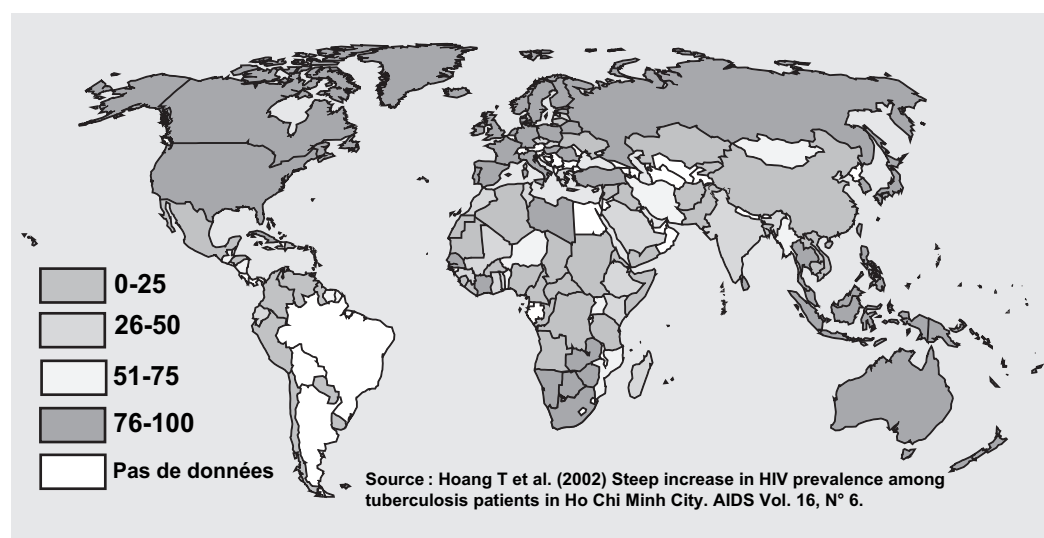 0-25
26-50
51-75
76-100
Pas de données
Source : Hoang T et al. (2002) Steep increase in HIV prevalence among
tuberculosis patients in Ho Chi Minh City. AIDS Vol. 16, N° 6.